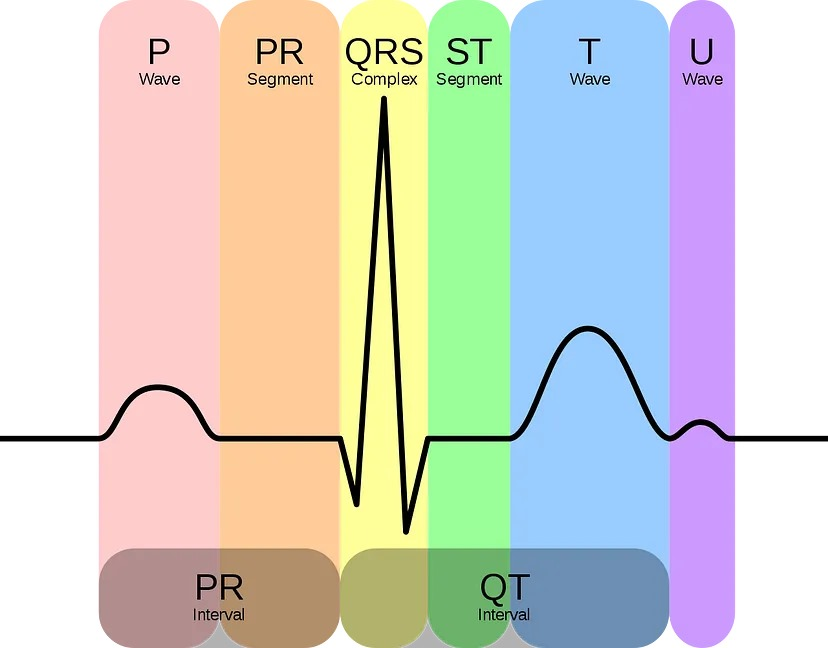 P
Wave
PR
Segment
QRS
Complex
ST
Segment
T
Wave
U
Wave
PR
Interval
QT
Interval